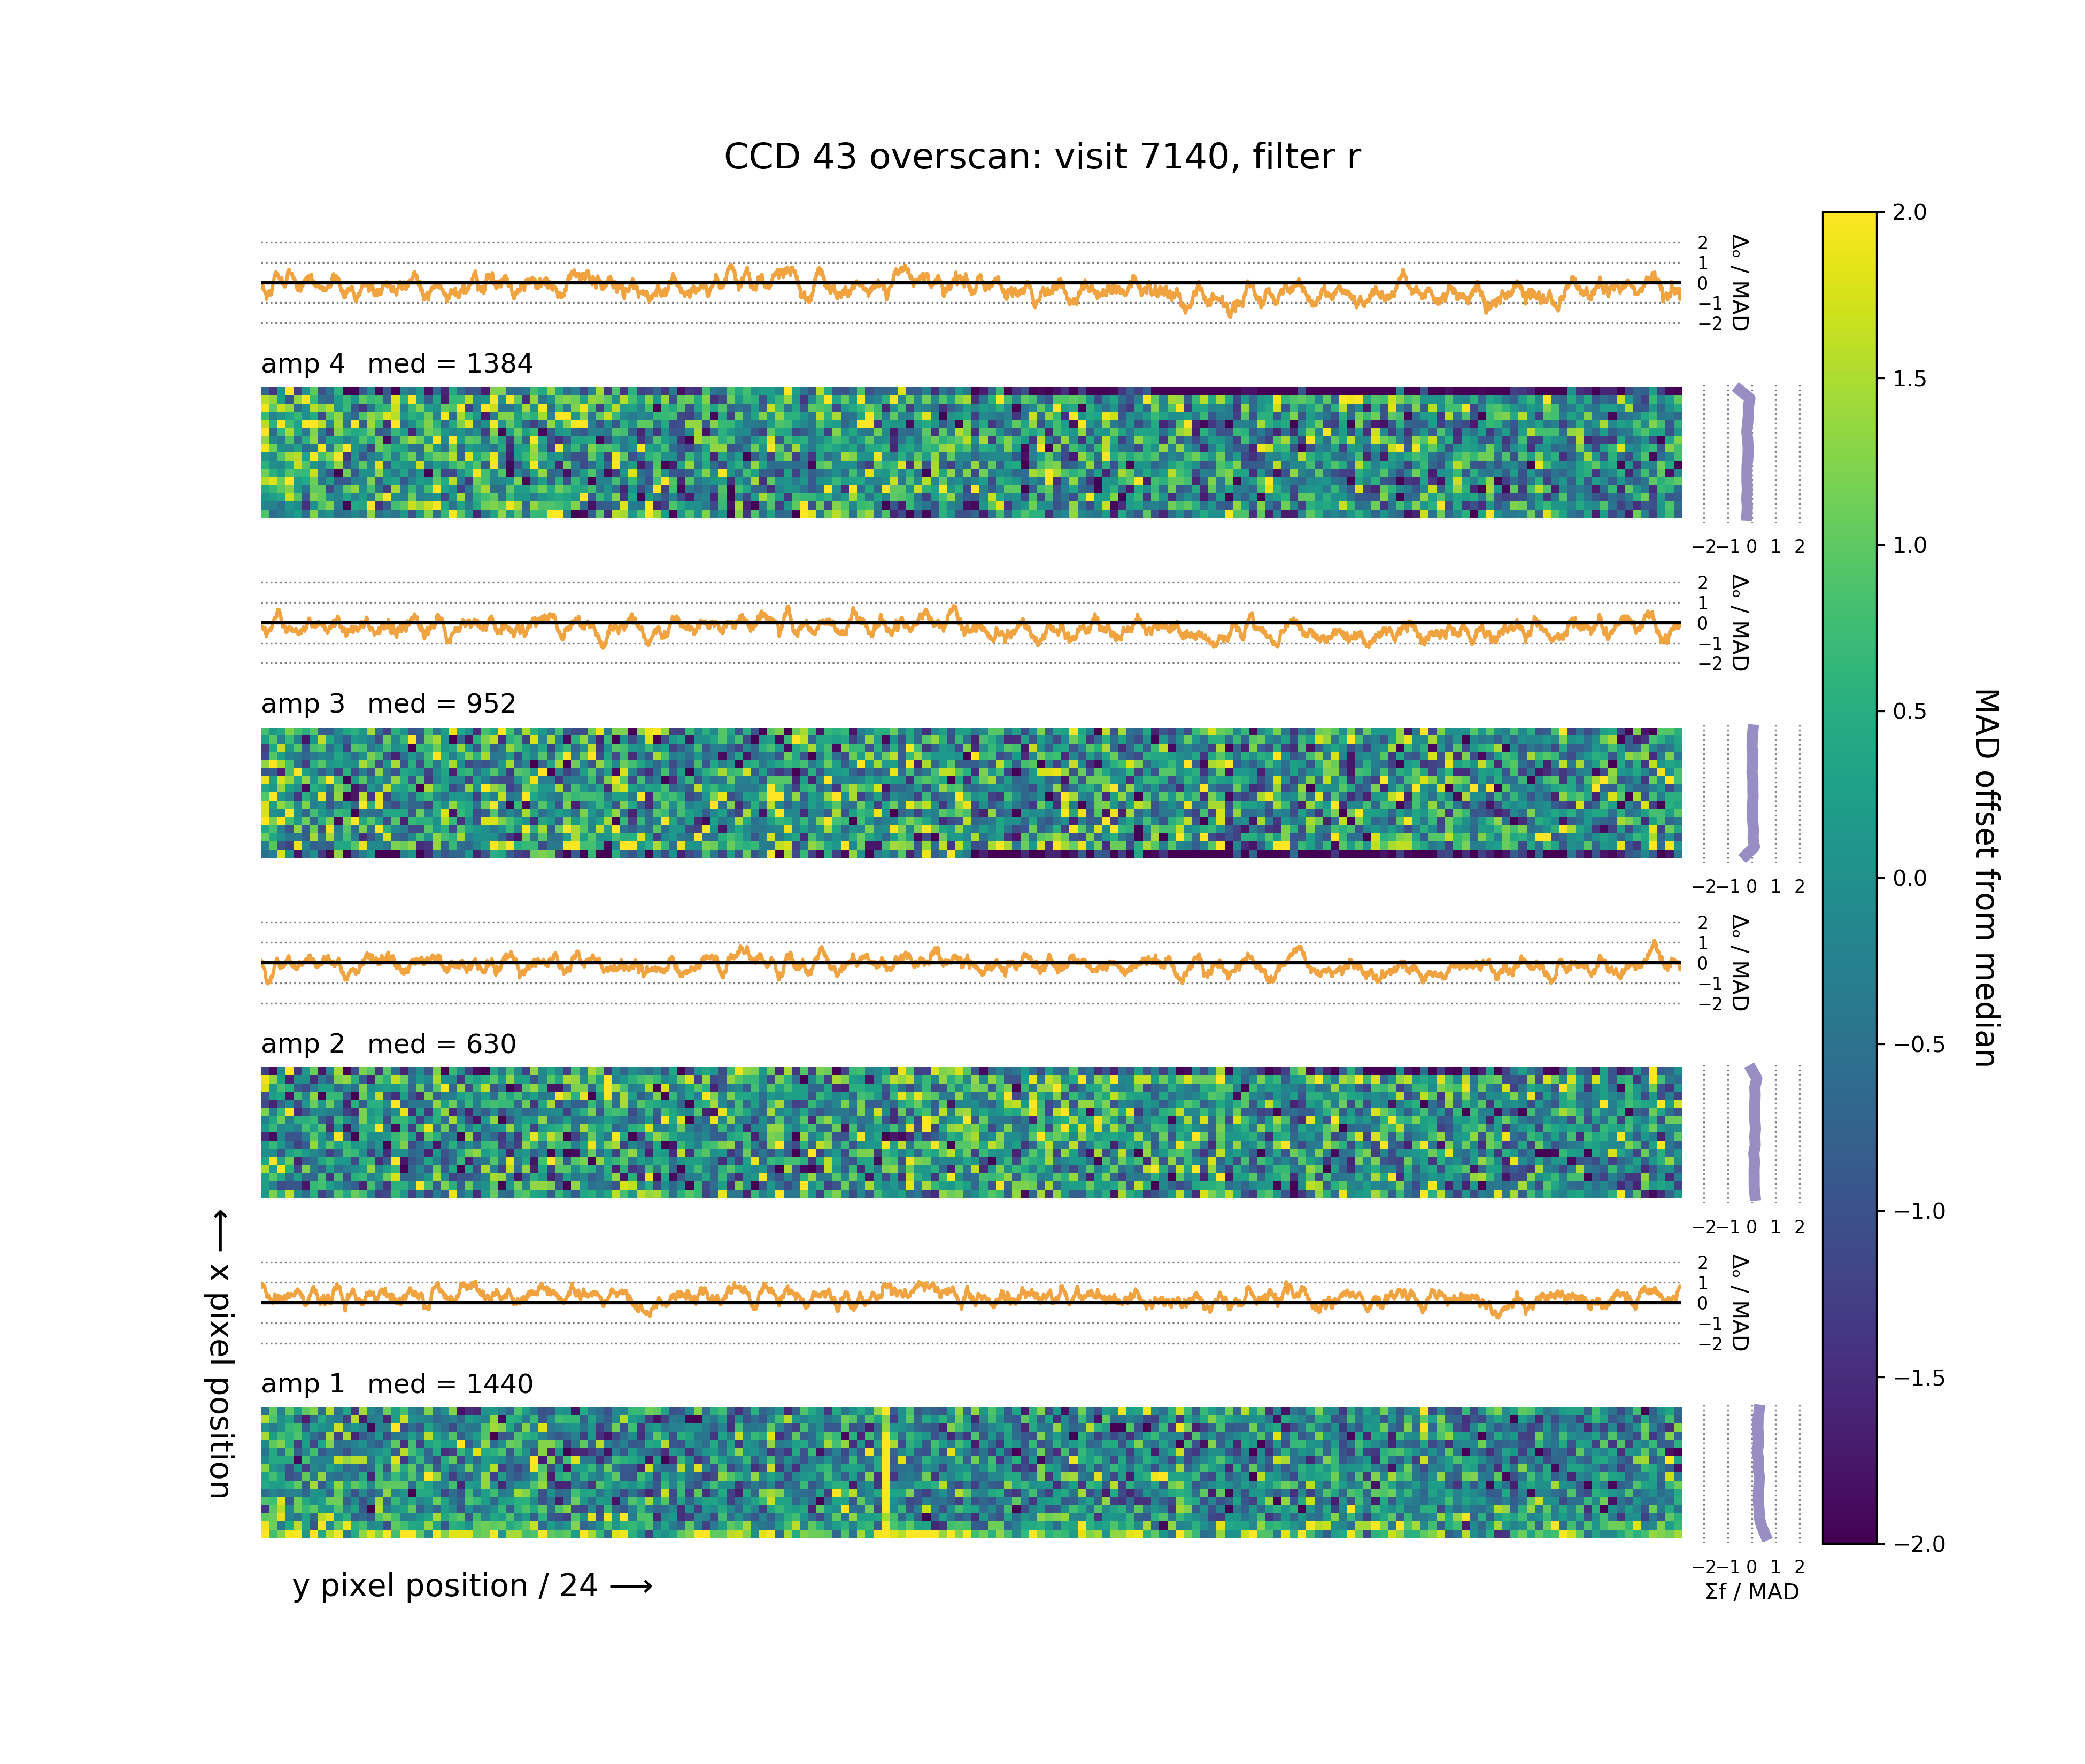 CCD 43 overscan: visit 7140, filter r
2
1
0
−1
−2
Δₒ / MAD
amp 4 med = 1384
−2 −1 0 1 2
2
1
0
−1
−2
Δₒ / MAD
amp 3 med = 952
−2 −1 0 1 2
2
1
0
−1
−2
Δₒ / MAD
amp 2 med = 630
−2 −1 0 1 2
2
1
0
−1
−2
Δₒ / MAD
amp 1 med = 1440
−2 −1 0 1 2
Σf / MAD
y pixel position / 24 ⟶
⟵ x pixel position
2.0
1.5
1.0
0.5
0.0
−0.5
−1.0
−1.5
−2.0
MAD offset from median